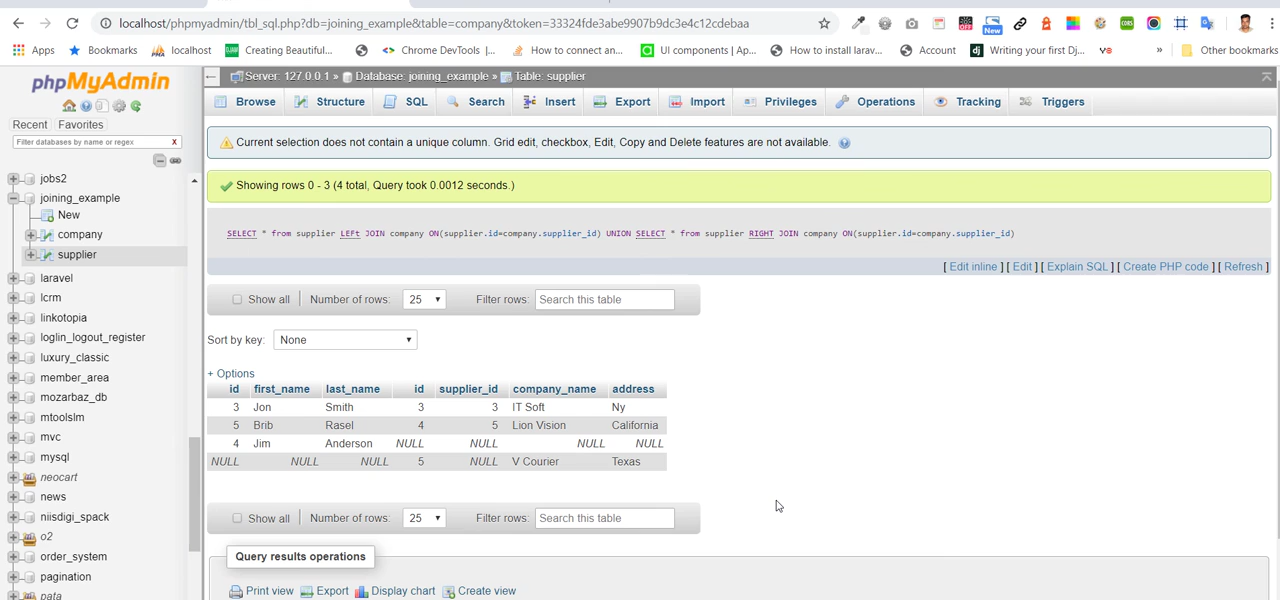 localhost/phpmyadmin/tbl_sql.php?db=joining_example&table=company&token=33324fde3abe9907b9dc3e4c12cdebaa
OFF
New
CORS
Apps Bookmarks PMA localhost Creating Beautiful... <> Chrome DevTools |... How to connect an... UI components | Ap... How to install larav... Account dj Writing your first Dj... » Other bookmarks
phpMyAdmin
Server: 127.0.0.1 » Database: joining_example » Table: supplier
Browse Structure SQL Search Insert Export Import Privileges Operations Tracking Triggers
Recent Favorites
Filter databases by name or regex X
Current selection does not contain a unique column. Grid edit, checkbox, Edit, Copy and Delete features are not available.
Showing rows 0 - 3 (4 total, Query took 0.0012 seconds.)
SELECT * from supplier LEFt JOIN company ON(supplier.id=company.supplier_id) UNION SELECT * from supplier RIGHT JOIN company ON(supplier.id=company.supplier_id)
[ Edit inline ] [ Edit ] [ Explain SQL ] [ Create PHP code ] [ Refresh ]
jobs2
joining_example
New
company
supplier
laravel
lcrm
linkotopia
loglin_logout_register
luxury_classic
member_area
mozarbaz_db
mtoolslm
mvc
mysql
neocart
news
niisdigi_spack
o2
order_system
pagination
pata
Show all Number of rows: 25 Filter rows: Search this table
Sort by key: None
+ Options
id first_name last_name id supplier_id company_name address
3 Jon Smith 3 3 IT Soft Ny
5 Brib Rasel 4 5 Lion Vision California
4 Jim Anderson NULL NULL NULL NULL
NULL NULL NULL 5 NULL V Courier Texas
Show all Number of rows: 25 Filter rows: Search this table
Query results operations
Print view Export Display chart Create view